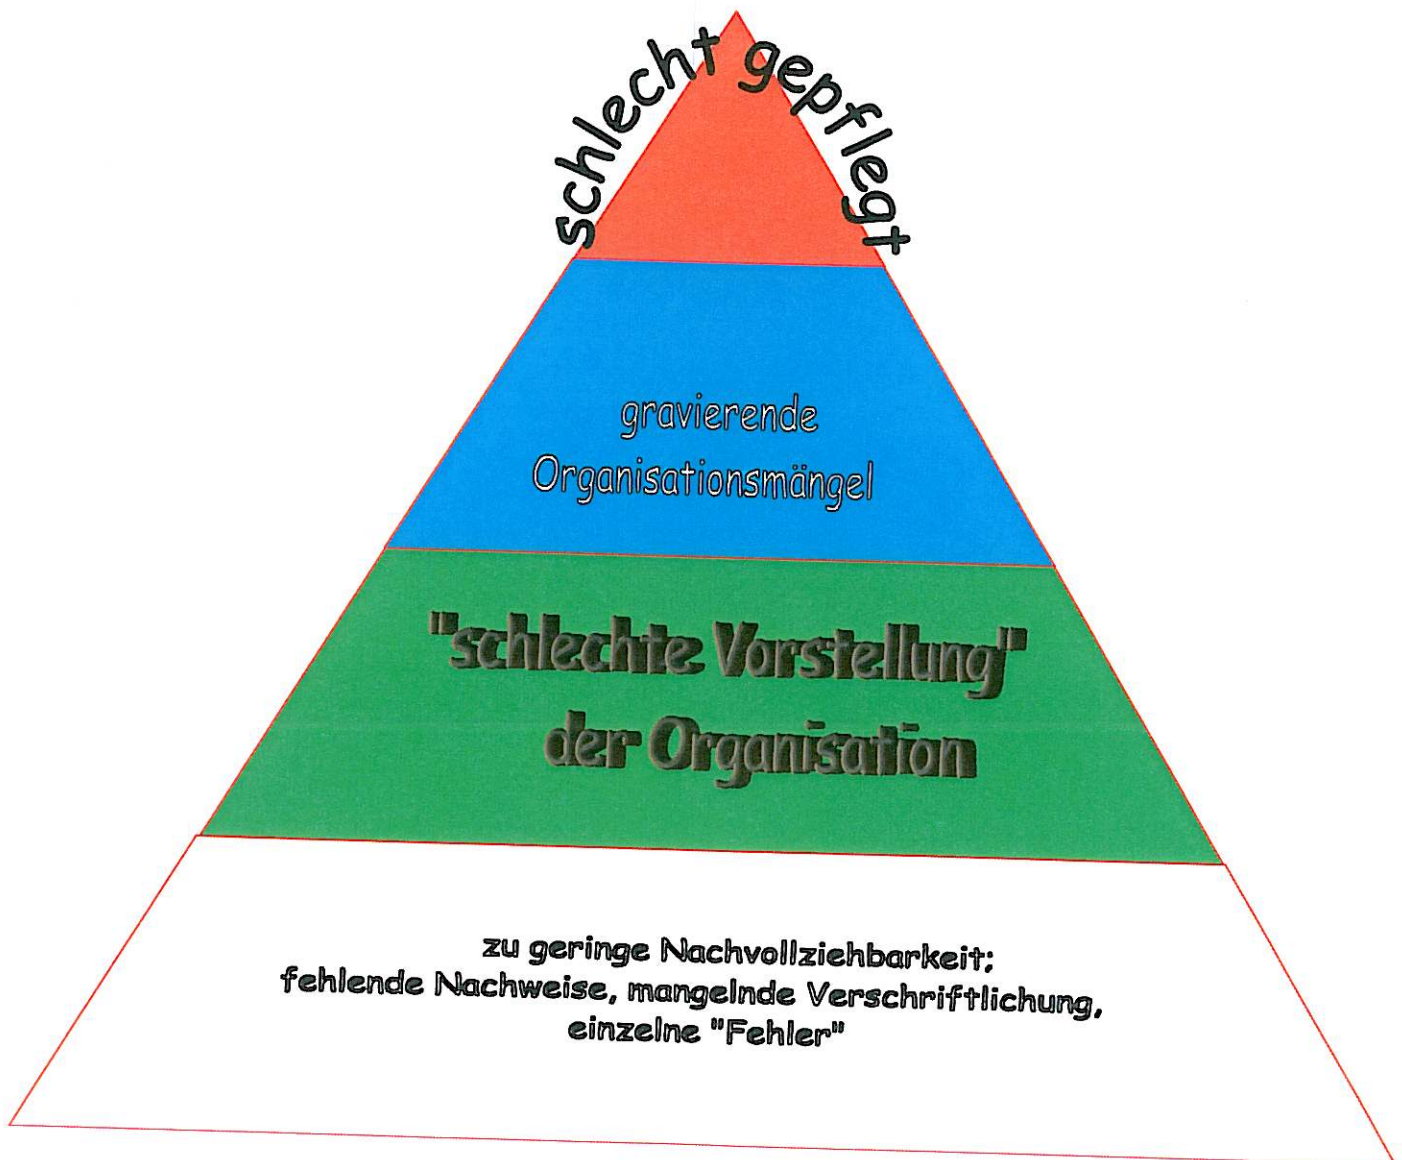 schlecht gepflegt
gravierende
Organisationsmängel
"schlechte Vorstellung"
der Organisation
zu geringe Nachvollziehbarkeit;
fehlende Nachweise, mangelnde Verschriftlichung,
einzelne "Fehler"